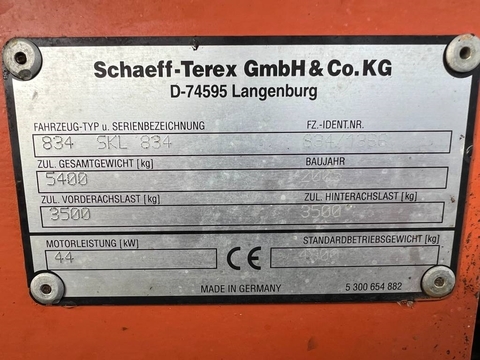 Schaeff-Terex GmbH & Co. KG
D-74595 Langenburg
FAHRZEUG-TYP u. SERIENBEZEICHNUNG FZ.-IDENT.NR.
834 SKL 834
ZUL. GESAMTGEWICHT [kg] BAUJAHR
5400
ZUL. VORDERACHSLAST [kg] ZUL. HINTERACHSLAST [kg]
3500 3500
MOTORLEISTUNG [kW] STANDARDBETRIEBSGEWICHT [kg]
44 CE
MADE IN GERMANY 5 300 654 882